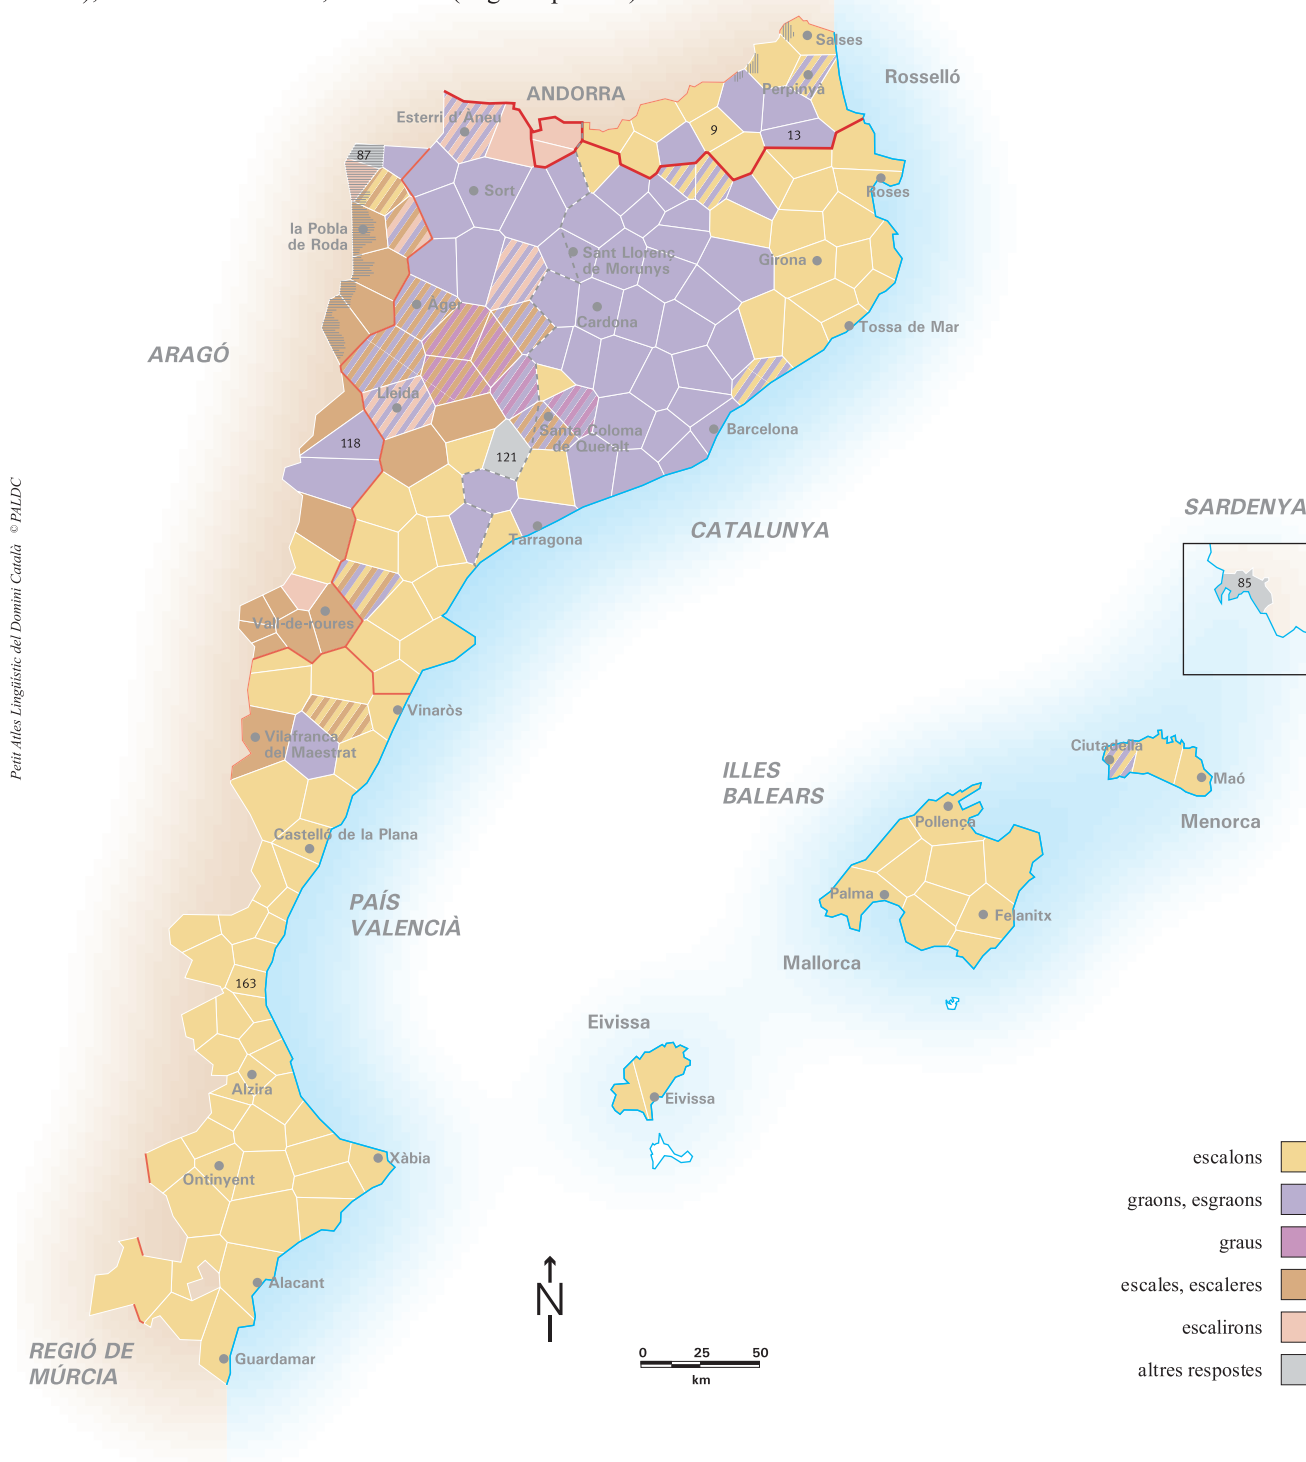 Salses
Rosselló
Perpinyà
ANDORRA
Esterri d'Àneu
9
13
87
Sort
Roses
la Pobla
de Roda
Sant Llorenç
de Morunys
Girona
Àger
Cardona
Tossa de Mar
ARAGÓ
Lleida
118
Santa Coloma
de Queralt
Barcelona
121
Petit Atles Lingüístic del Domini Català © PALDC
SARDENYA
CATALUNYA
Tarragona
85
Vall-de-roures
Vinaròs
Vilafranca
del Maestrat
Ciutadella
Maó
ILLES
BALEARS
Menorca
Pollença
Castelló de la Plana
PAÍS
VALENCIÀ
Palma
Felanitx
Mallorca
163
Eivissa
Alzira
Eivissa
Xàbia
Ontinyent
escalons
graons, esgraons
graus
escales, escaleres
escalirons
altres respostes
Alacant
N
REGIÓ DE
MÚRCIA
Guardamar
0 25 50
km